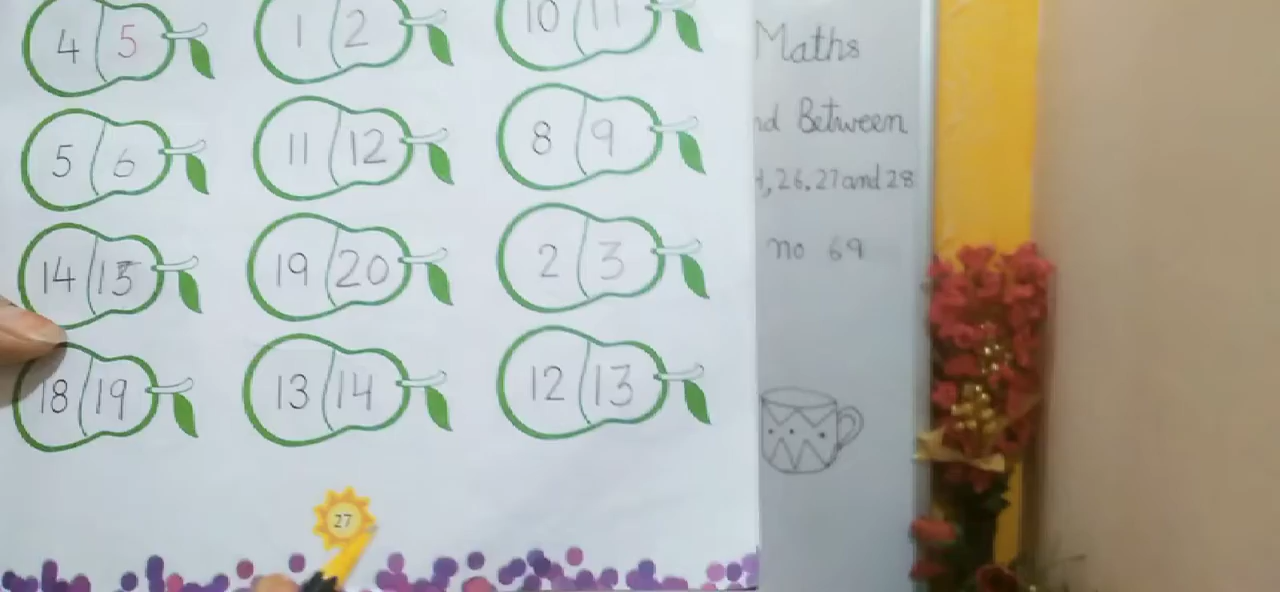 4 5 1 2 10 11
5 6 11 12 8 9
14 15 19 20 2 3
18 19 13 14 12 13
27
Maths
Between
26, 27 and 28
no 69